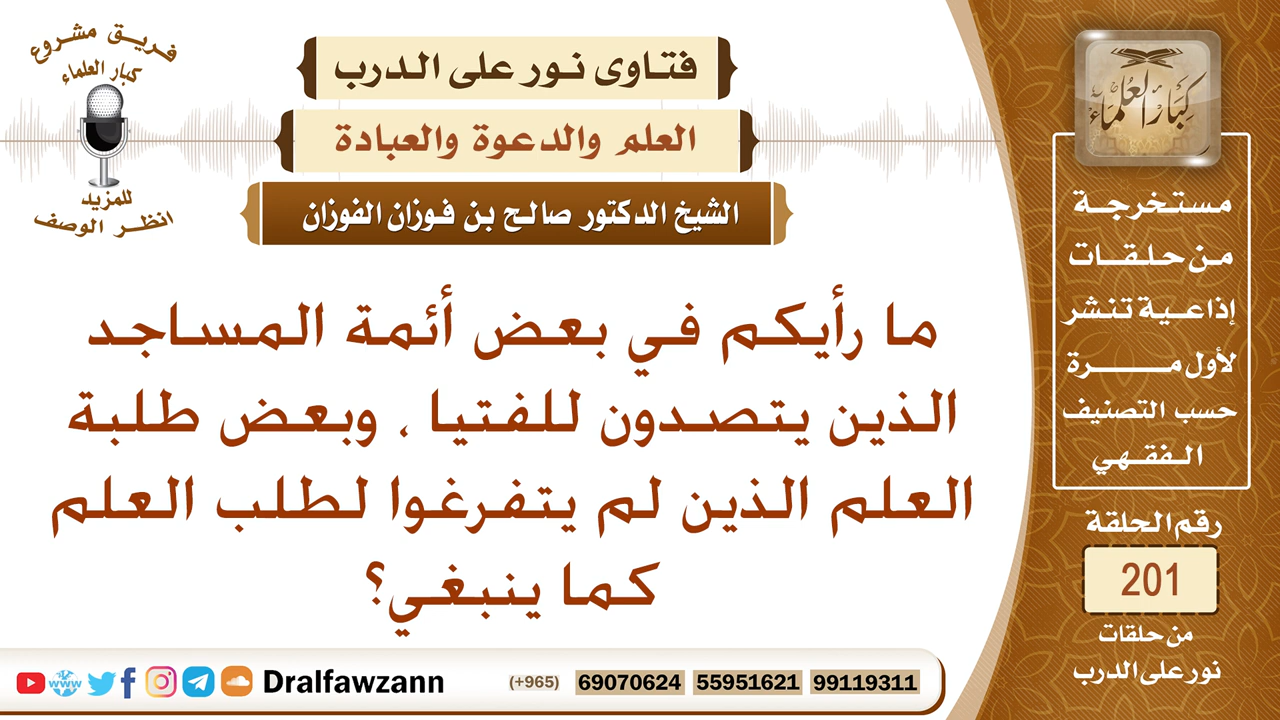 فريق مشروع
كبار العلماء
للمزيد
انظر الوصف
فتاوى نور على الدرب
العلم والدعوة والعبادة
الشيخ الدكتور صالح بن فوزان الفوزان
ما رأيكم في بعض أئمة المساجد
الذين يتصدون للفتيا ، وبعض طلبة
العلم الذين لم يتفرغوا لطلب العلم
كما ينبغي؟
كبار العلماء
مستخرجة
من حلقات
إذاعية تنشر
لأول مرة
حسب التصنيف
الفقهي
رقم الحلقة
201
من حلقات
نور على الدرب
www Dralfawzann (+965) 69070624 55951621 99119311